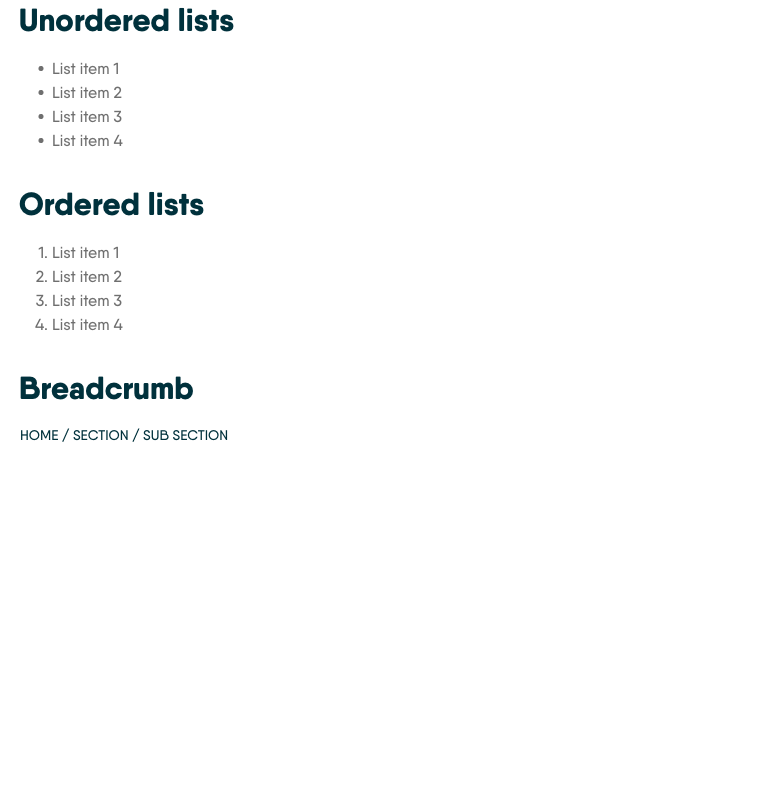 Unordered lists
• List item 1
• List item 2
• List item 3
• List item 4
Ordered lists
1. List item 1
2. List item 2
3. List item 3
4. List item 4
Breadcrumb
HOME / SECTION / SUB SECTION